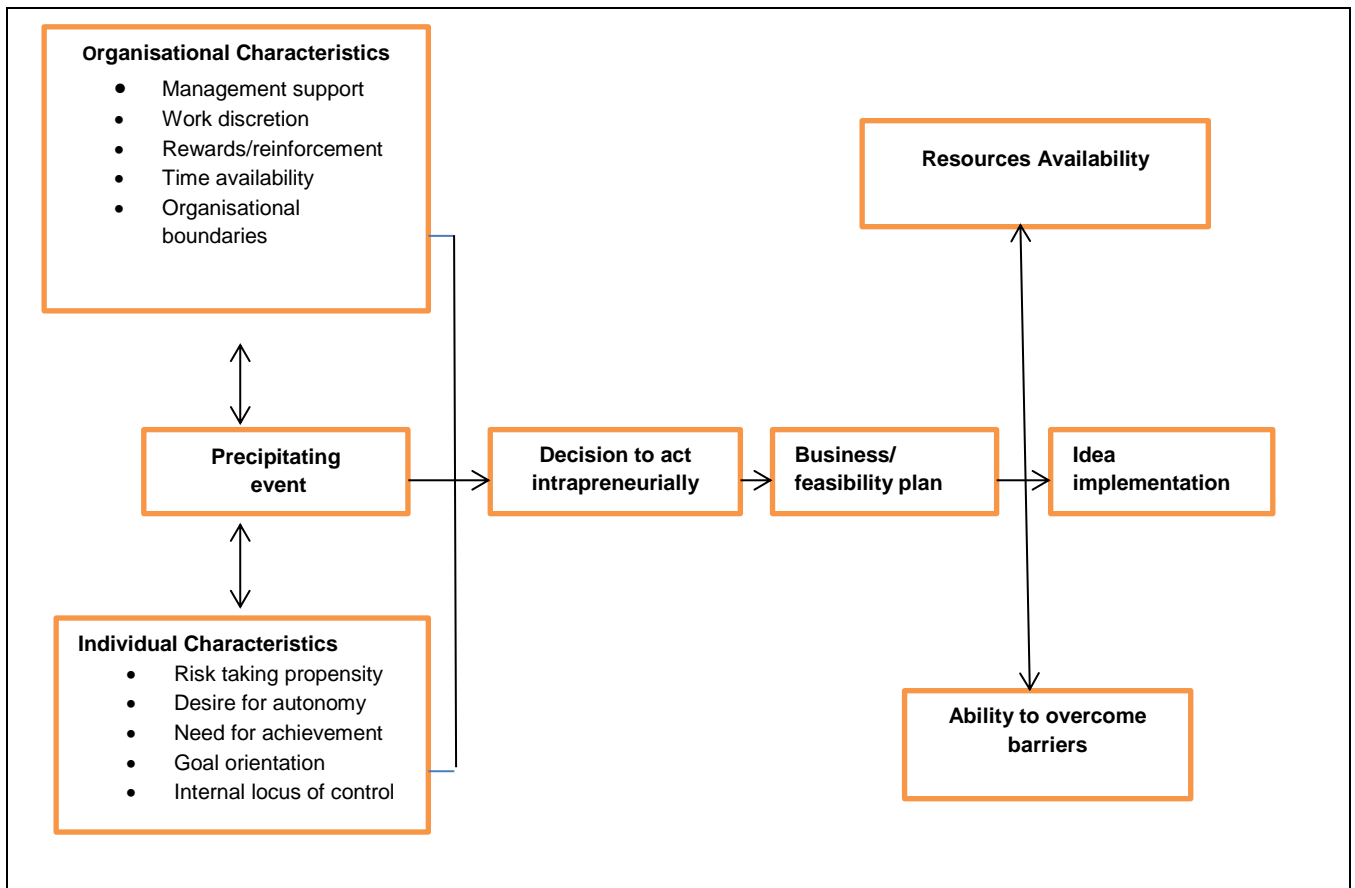 Organisational Characteristics
• Management support
• Work discretion
• Rewards/reinforcement
• Time availability
• Organisational
boundaries
Resources Availability
Precipitating
event
Decision to act
intrapreneurially
Business/
feasibility plan
Idea
implementation
Individual Characteristics
• Risk taking propensity
• Desire for autonomy
• Need for achievement
• Goal orientation
• Internal locus of control
Ability to overcome
barriers